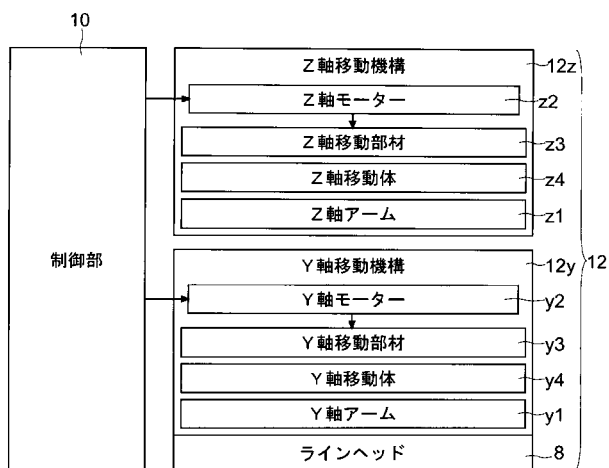 10
制御部
Z軸移動機構
12z
Z軸モーター
z2
Z軸移動部材
z3
Z軸移動体
z4
Z軸アーム
z1
12
Y軸移動機構
12y
Y軸モーター
y2
Y軸移動部材
y3
Y軸移動体
y4
Y軸アーム
y1
ラインヘッド
8